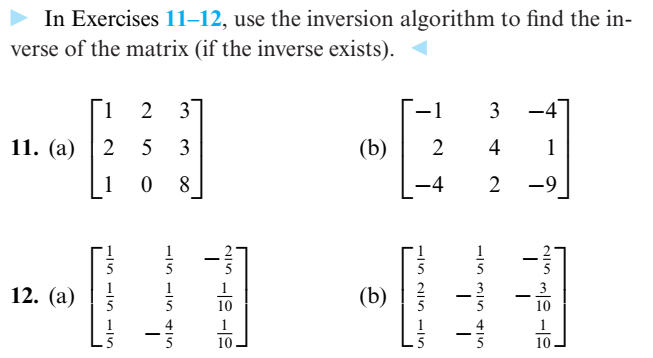 ▶ In Exercises 11–12, use the inversion algorithm to find the in-
verse of the matrix (if the inverse exists). ◀
11. (a) [1 2 3; 2 5 3; 1 0 8] (b) [−1 3 −4; 2 4 1; −4 2 −9]
12. (a) [1/5 1/5 −2/5; 1/5 1/5 1/10; 1/5 −4/5 1/10] (b) [1/5 1/5 −2/5; 2/5 −3/5 −3/10; 1/5 −4/5 1/10]